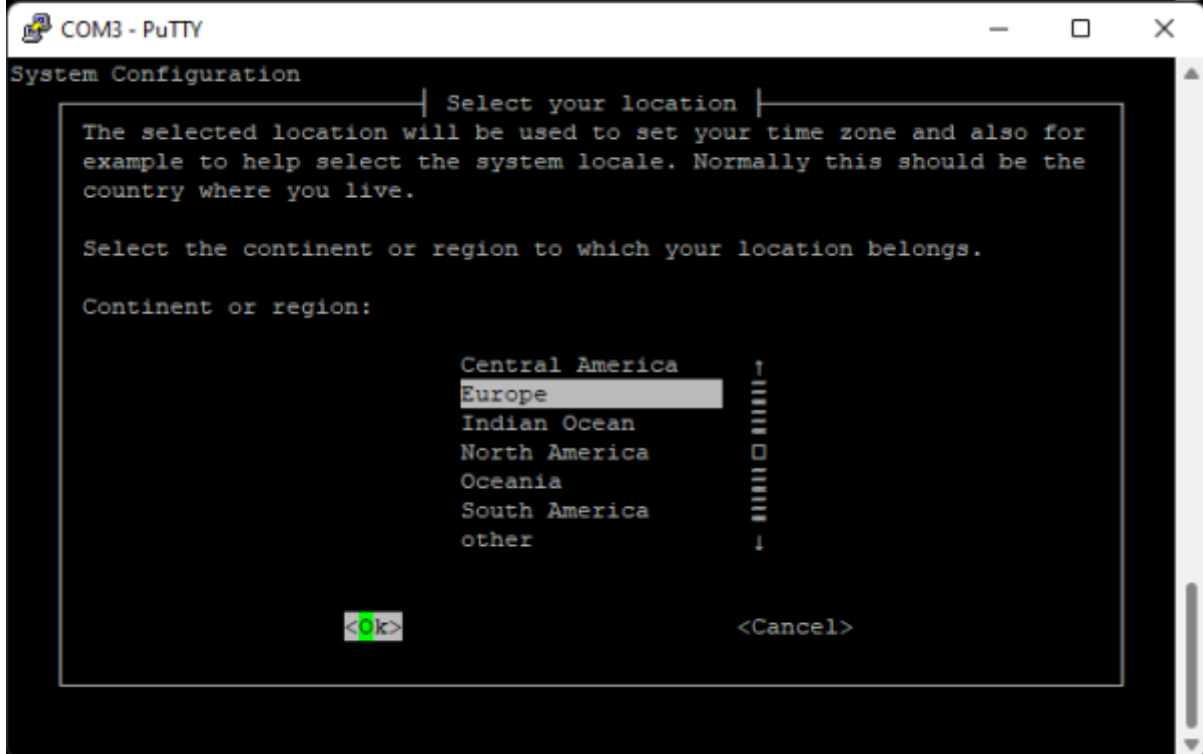 COM3 - PuTTY
System Configuration
Select your location
The selected location will be used to set your time zone and also for
example to help select the system locale. Normally this should be the
country where you live.
Select the continent or region to which your location belongs.
Continent or region:
Central America ↑
Europe
Indian Ocean
North America
Oceania
South America
other ↓
<Ok> <Cancel>